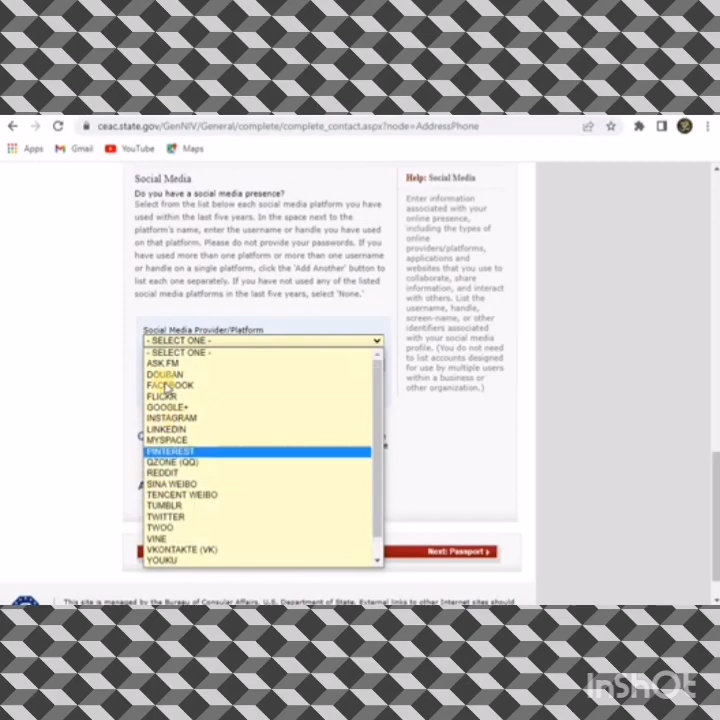 ceac.state.gov/GenNIV/General/complete/complete_contact.aspx?node=AddressPhone
Apps Gmail YouTube Maps
Social Media
Do you have a social media presence?
Select from the list below each social media platform you have
used within the last five years. In the space next to the
platform's name, enter the username or handle you have used
on that platform. Please do not provide your passwords. If you
have used more than one platform or more than one username
or handle on a single platform, click the 'Add Another' button to
list each one separately. If you have not used any of the listed
social media platforms in the last five years, select 'None.'
Help: Social Media
Enter information
associated with your
online presence,
including the types of
online
providers/platforms,
applications and
websites that you use to
collaborate, share
information, and interact
with others. List the
username, handle,
screen-name, or other
identifiers associated
with your social media
profile. (You do not need
to list accounts designed
for use by multiple users
within a business or
other organization.)
Social Media Provider/Platform
- SELECT ONE -
- SELECT ONE -
ASK.FM
DOUBAN
FACEBOOK
FLICKR
GOOGLE+
INSTAGRAM
LINKEDIN
MYSPACE
PINTEREST
QZONE (QQ)
REDDIT
SINA WEIBO
TENCENT WEIBO
TUMBLR
TWITTER
TWOO
VINE
VKONTAKTE (VK)
YOUKU
Next: Passport
This site is managed by the Bureau of Consular Affairs, U.S. Department of State. External links to other Internet sites should
InShOt